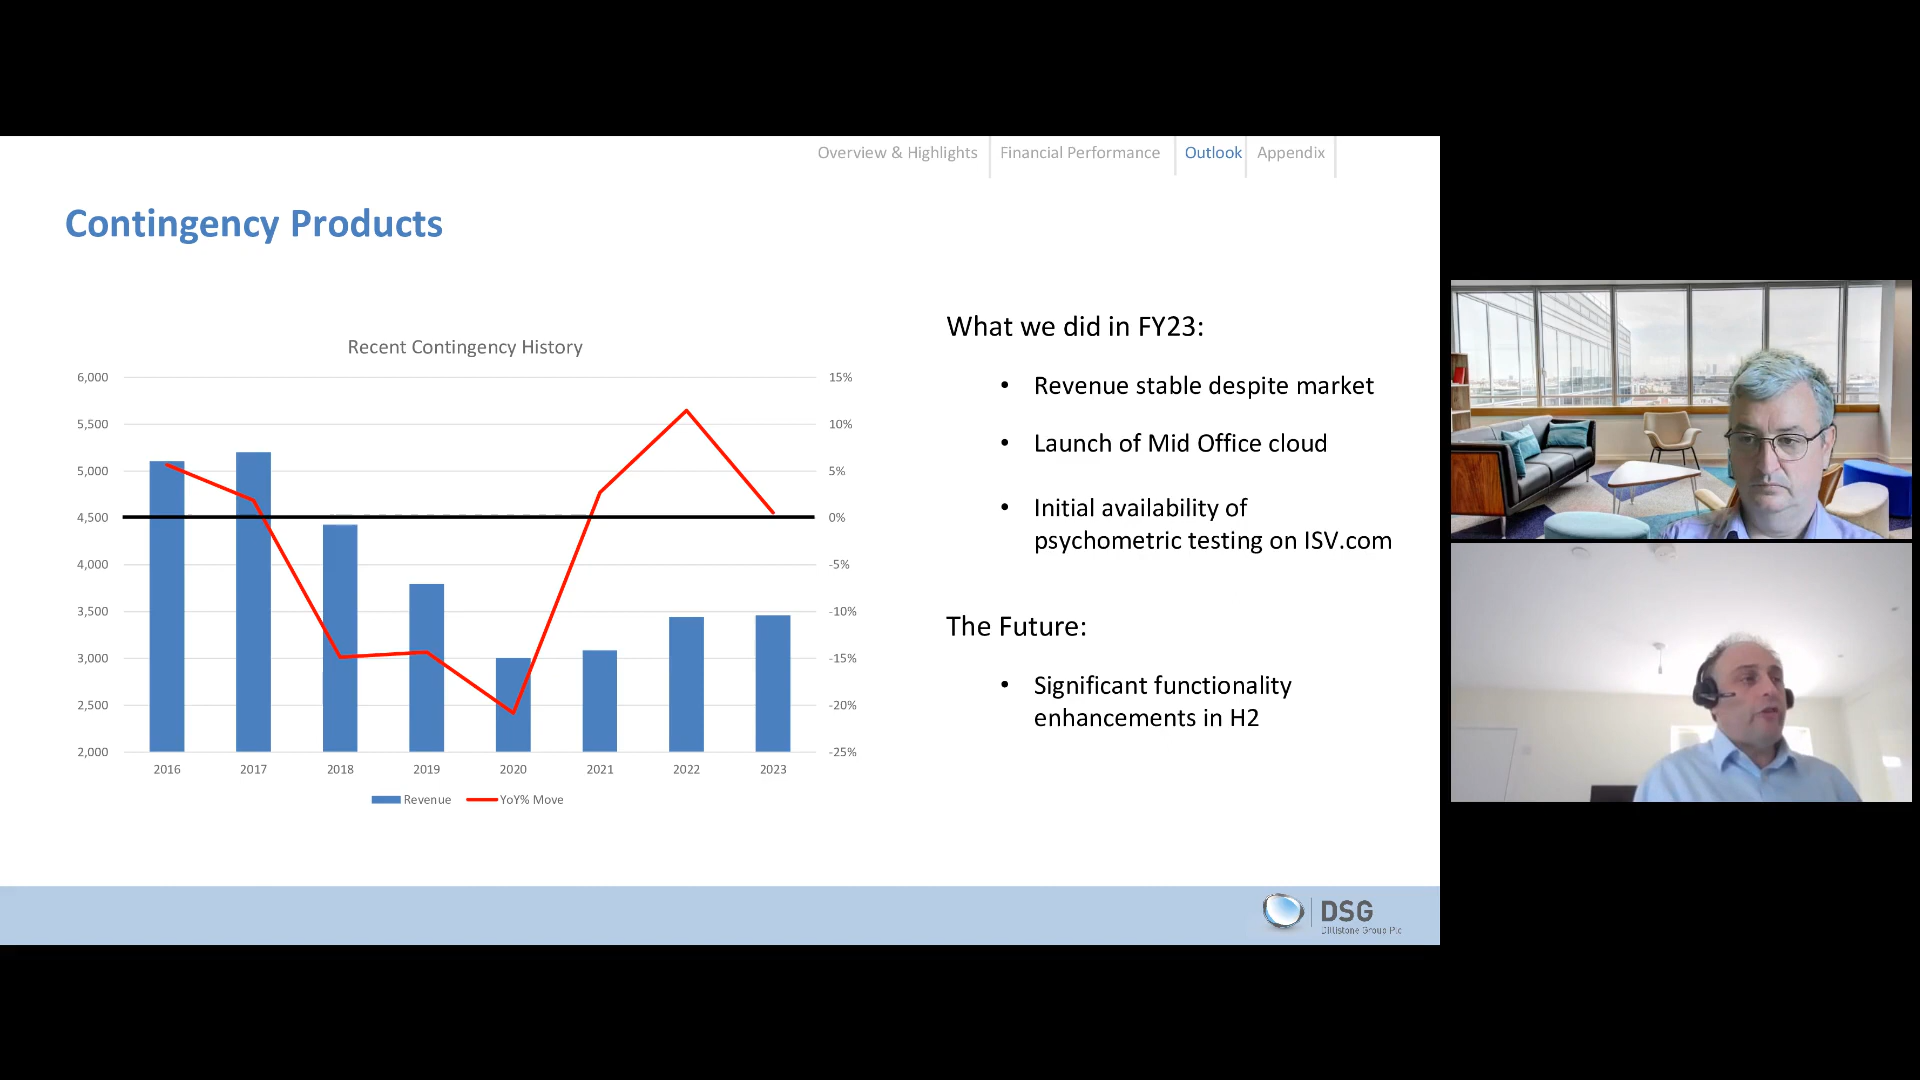 Overview & Highlights Financial Performance Outlook Appendix
Contingency Products
Recent Contingency History
6,000
5,500
5,000
4,500
4,000
3,500
3,000
2,500
2,000
15%
10%
5%
0%
-5%
-10%
-15%
-20%
-25%
2016 2017 2018 2019 2020 2021 2022 2023
Revenue YoY% Move
What we did in FY23:
• Revenue stable despite market
• Launch of Mid Office cloud
• Initial availability of
psychometric testing on ISV.com
The Future:
• Significant functionality
enhancements in H2
DSG
Dillistone Group Plc